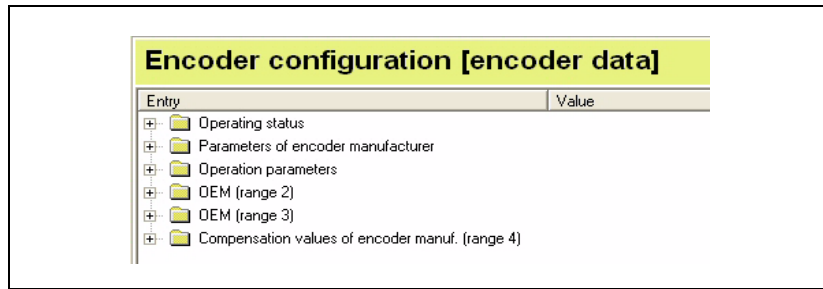 Encoder configuration [encoder data]
Entry Value
Operating status
Parameters of encoder manufacturer
Operation parameters
OEM (range 2)
OEM (range 3)
Compensation values of encoder manuf. (range 4)